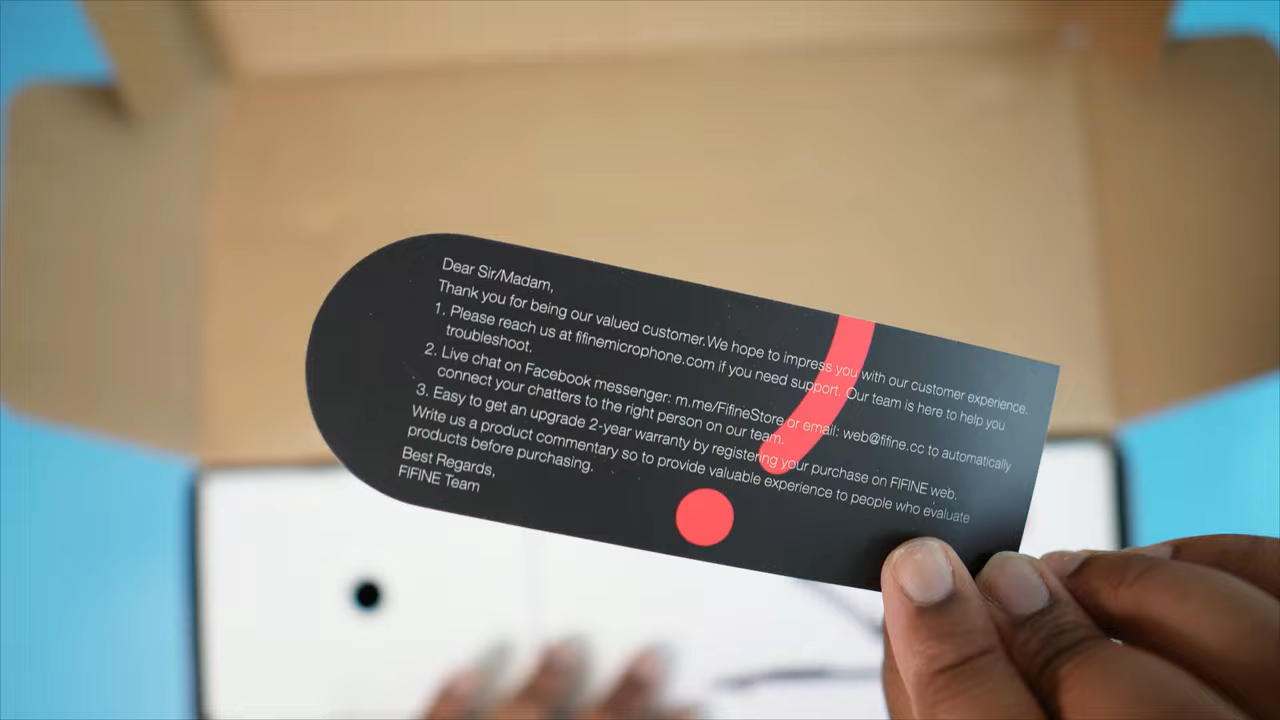 Dear Sir/Madam,
Thank you for being our valued customer.We hope to impress you with our customer experience.
1. Please reach us at fifinemicrophone.com if you need support. Our team is here to help you
troubleshoot.
2. Live chat on Facebook messenger: m.me/FifineStore or email: web@fifine.cc to automatically
connect your chatters to the right person on our team.
3. Easy to get an upgrade 2-year warranty by registering your purchase on FIFINE web.
Write us a product commentary so to provide valuable experience to people who evaluate
products before purchasing.
Best Regards,
FIFINE Team